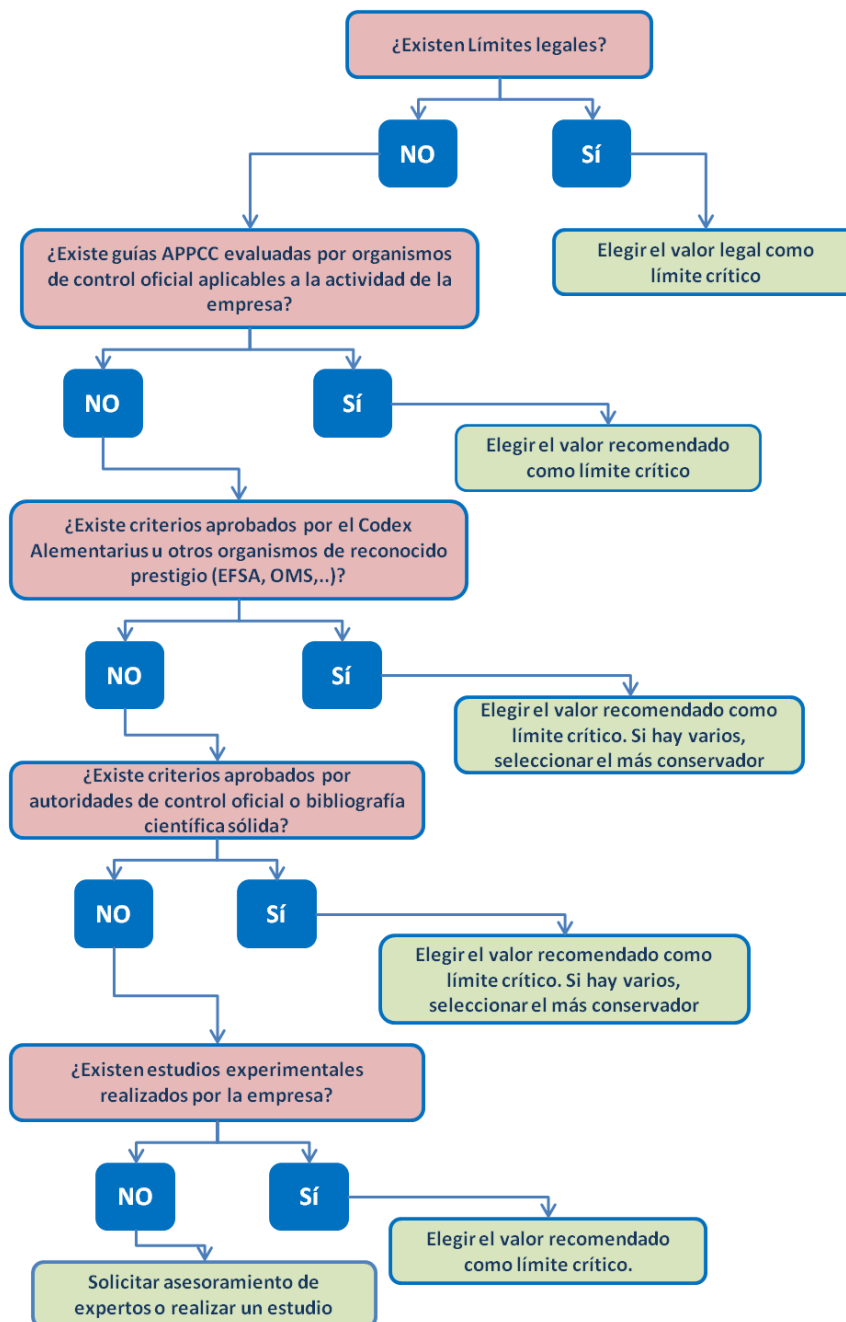 ¿Existen Límites legales?
NO
Sí
¿Existe guías APPCC evaluadas por organismos
de control oficial aplicables a la actividad de la
empresa?
Elegir el valor legal como
límite crítico
NO
Sí
Elegir el valor recomendado
como límite crítico
¿Existe criterios aprobados por el Codex
Alementarius u otros organismos de reconocido
prestigio (EFSA, OMS,..)?
NO
Sí
Elegir el valor recomendado como
límite crítico. Si hay varios,
seleccionar el más conservador
¿Existe criterios aprobados por
autoridades de control oficial o bibliografía
científica sólida?
NO
Sí
Elegir el valor recomendado como
límite crítico. Si hay varios,
seleccionar el más conservador
¿Existen estudios experimentales
realizados por la empresa?
NO
Sí
Elegir el valor recomendado
como límite crítico.
Solicitar asesoramiento de
expertos o realizar un estudio